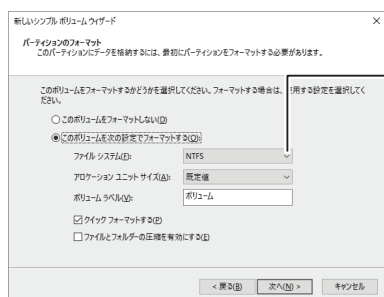 新しいシンプル ボリューム ウィザード
パーティションのフォーマット
このパーティションにデータを格納するには、最初にパーティションをフォーマットする必要があります。
このボリュームをフォーマットするかどうかを選択してください。フォーマットする場合は、使用する設定を選択してく
ださい。
このボリュームをフォーマットしない(D)
このボリュームを次の設定でフォーマットする(O):
ファイル システム(F): NTFS
アロケーション ユニット サイズ(A): 既定値
ボリューム ラベル(V): ボリューム
クイック フォーマットする(P)
ファイルとフォルダーの圧縮を有効にする(E)
< 戻る(B) 次へ(N) > キャンセル